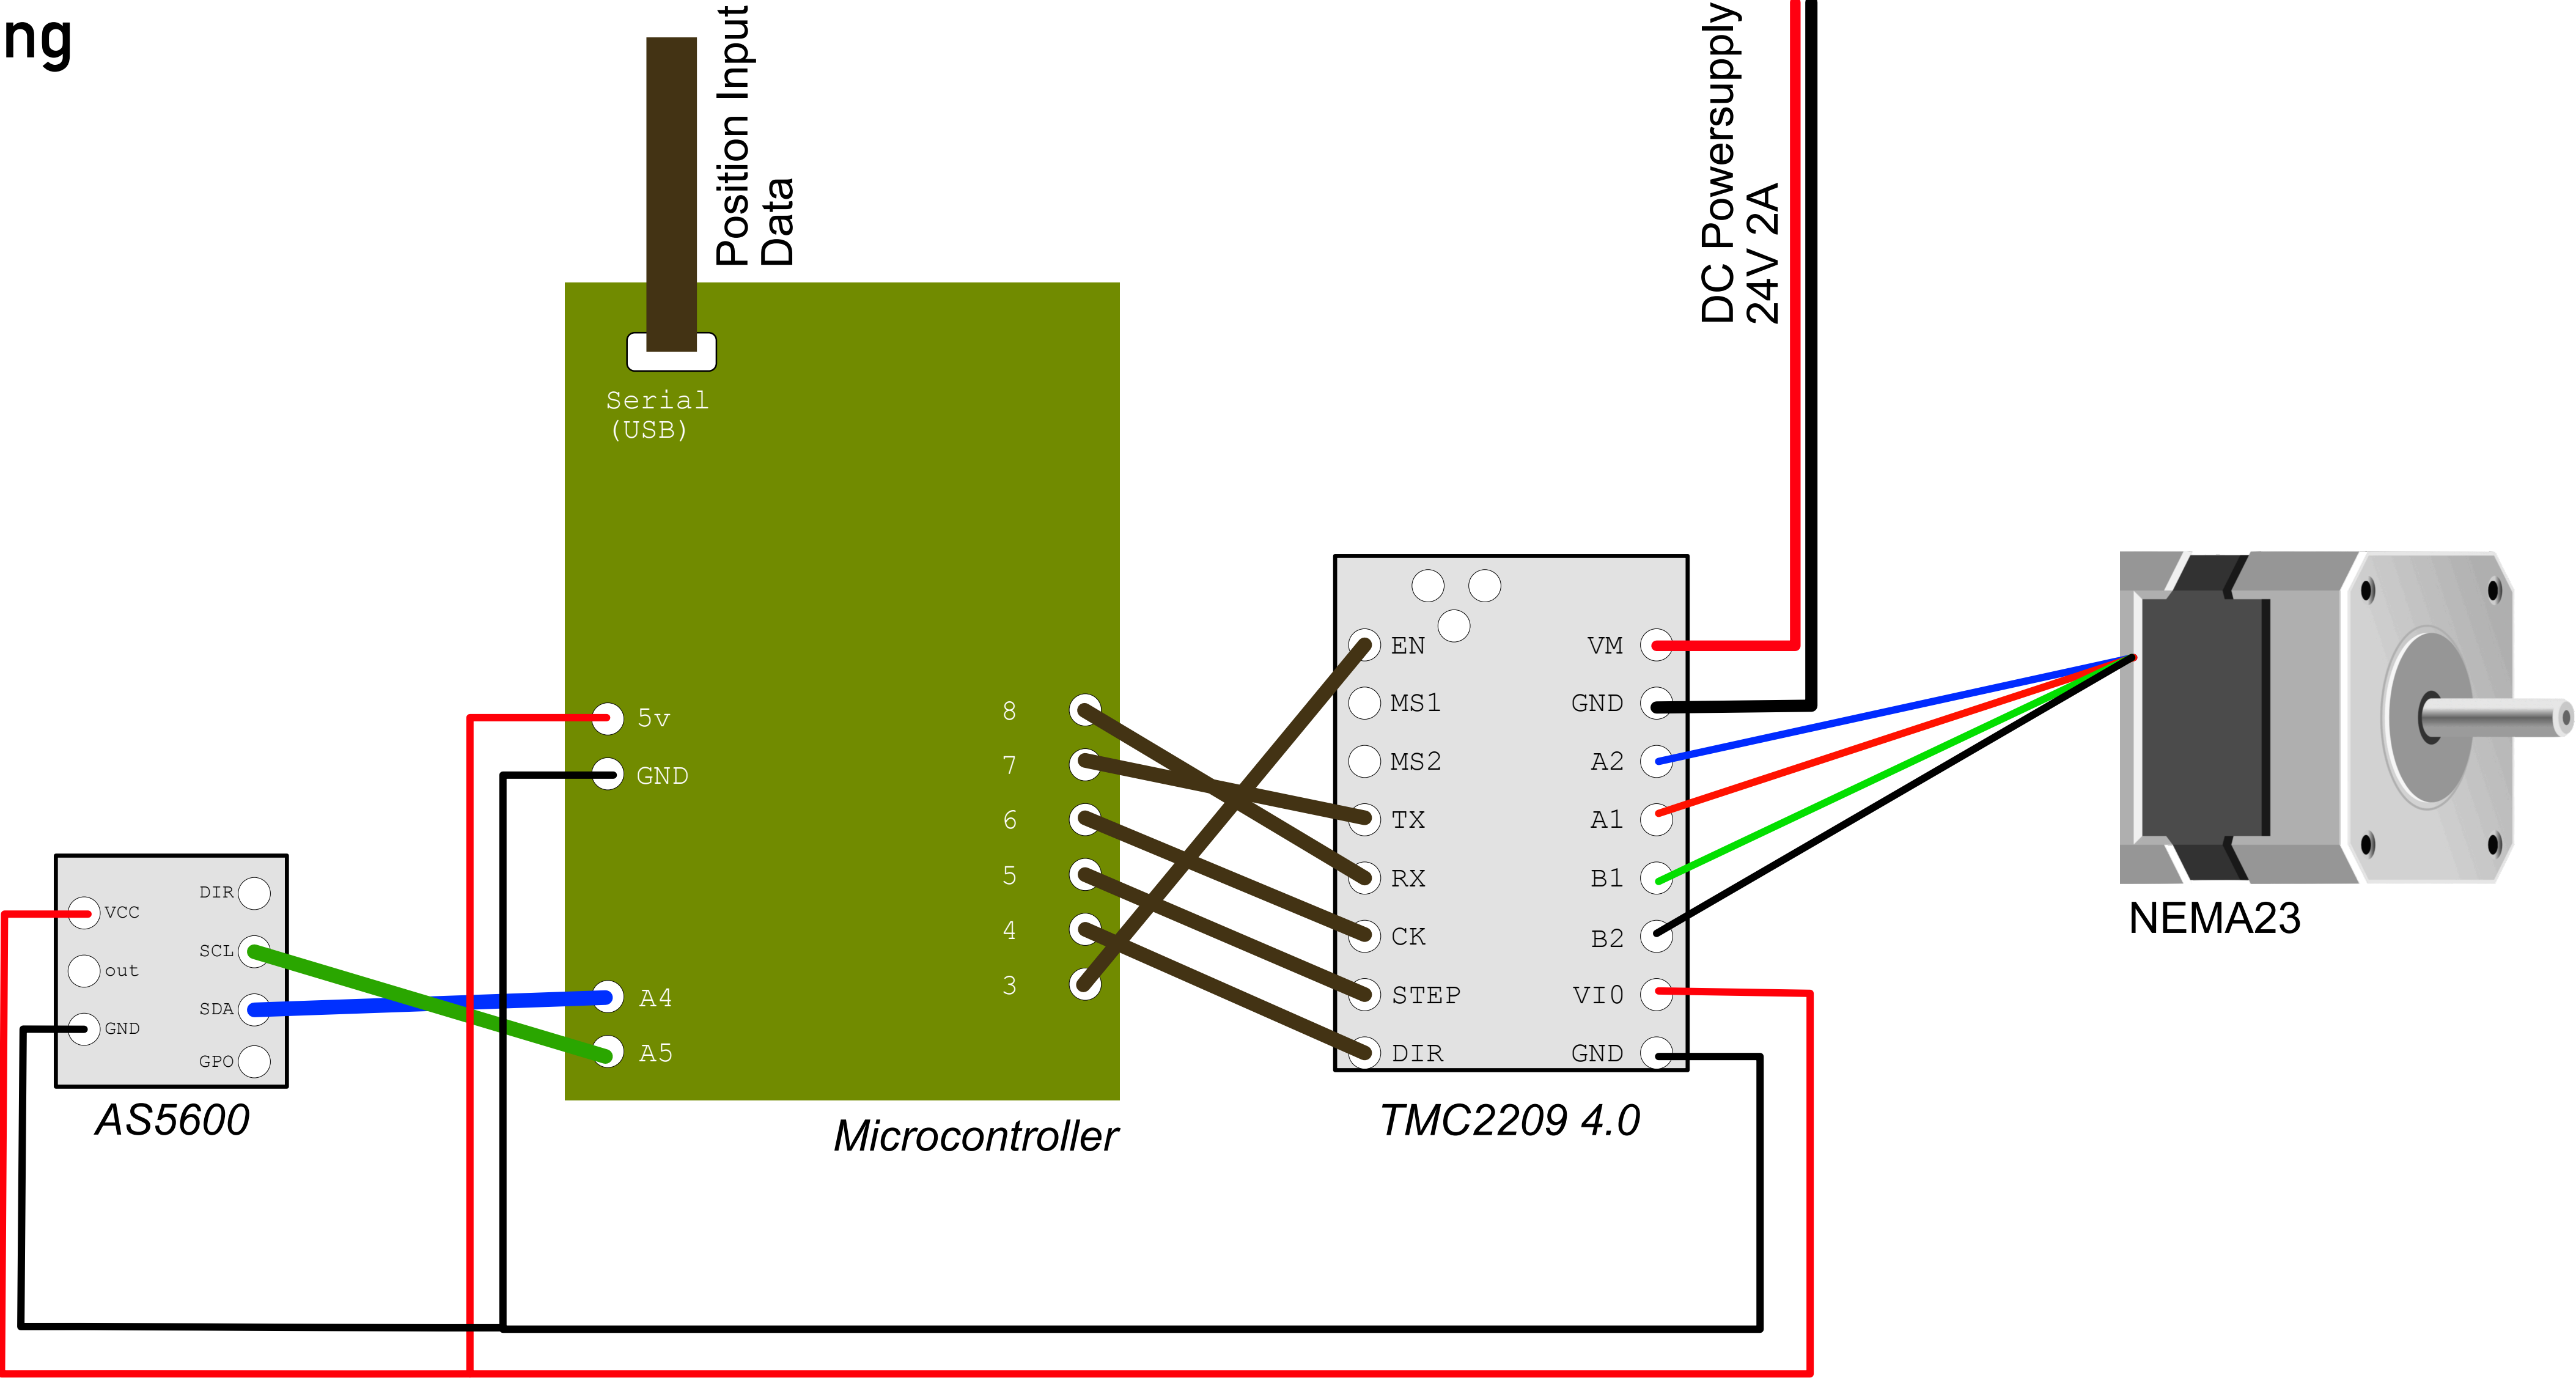 ng
Position Input
Data
DC Powersupply
24V 2A
Serial
(USB)
5v
GND
A4
A5
8
7
6
5
4
3
Microcontroller
EN
MS1
MS2
TX
RX
CK
STEP
DIR
VM
GND
A2
A1
B1
B2
VIO
GND
TMC2209 4.0
NEMA23
VCC
out
GND
DIR
SCL
SDA
GPO
AS5600